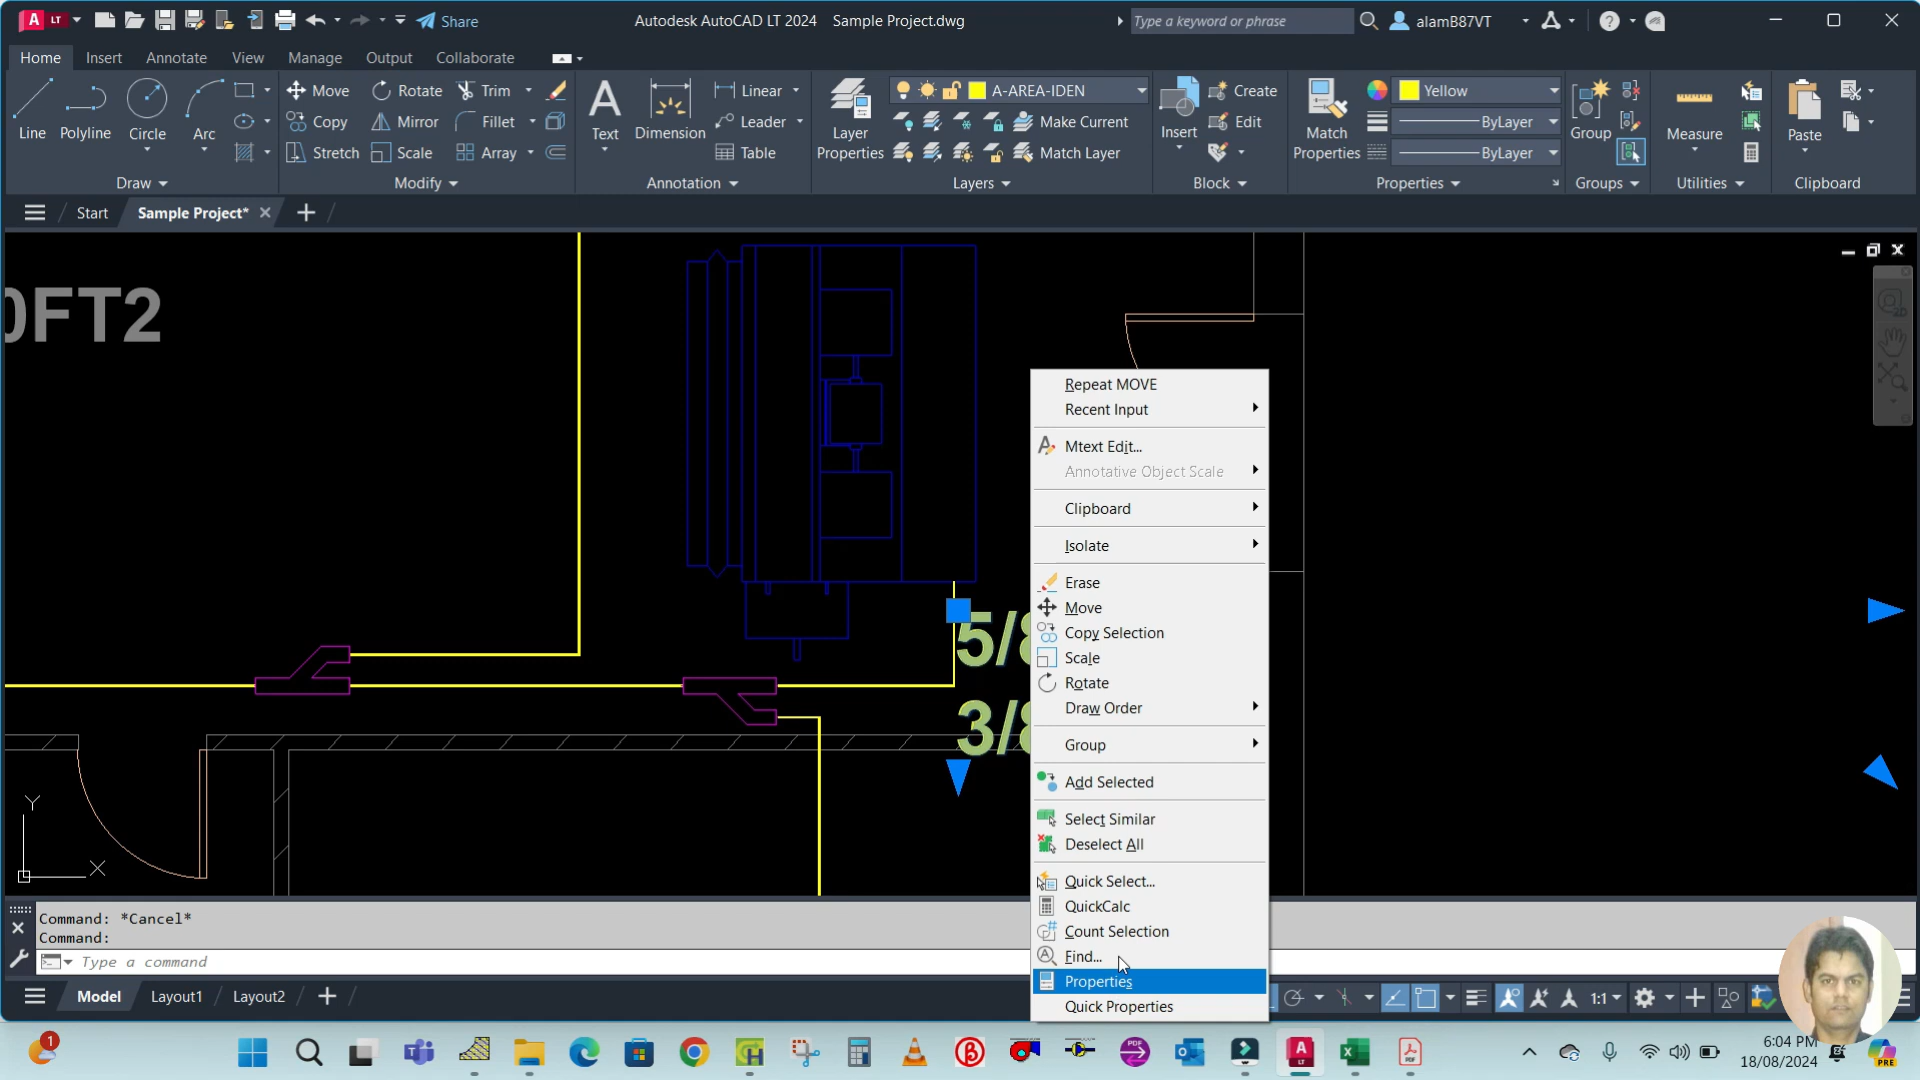 A LT
Share
Autodesk AutoCAD LT 2024 Sample Project.dwg
Type a keyword or phrase
alamB87VT
Home Insert Annotate View Manage Output Collaborate
Line Polyline Circle Arc
Move Rotate Trim
Copy Mirror Fillet
Stretch Scale Array
Text Dimension
Linear
Leader
Table
Layer Properties
A-AREA-IDEN
Make Current
Match Layer
Insert
Create
Edit
Match Properties
Yellow
ByLayer
ByLayer
Group
Measure
Paste
Draw Modify Annotation Layers Block Properties Groups Utilities Clipboard
Start Sample Project*
0FT2
5/8
3/8
Y
X
Repeat MOVE
Recent Input
Mtext Edit...
Annotative Object Scale
Clipboard
Isolate
Erase
Move
Copy Selection
Scale
Rotate
Draw Order
Group
Add Selected
Select Similar
Deselect All
Quick Select...
QuickCalc
Count Selection
Find...
Properties
Quick Properties
Command: *Cancel*
Command:
Type a command
Model Layout1 Layout2
1:1
1
6:04 PM
18/08/2024